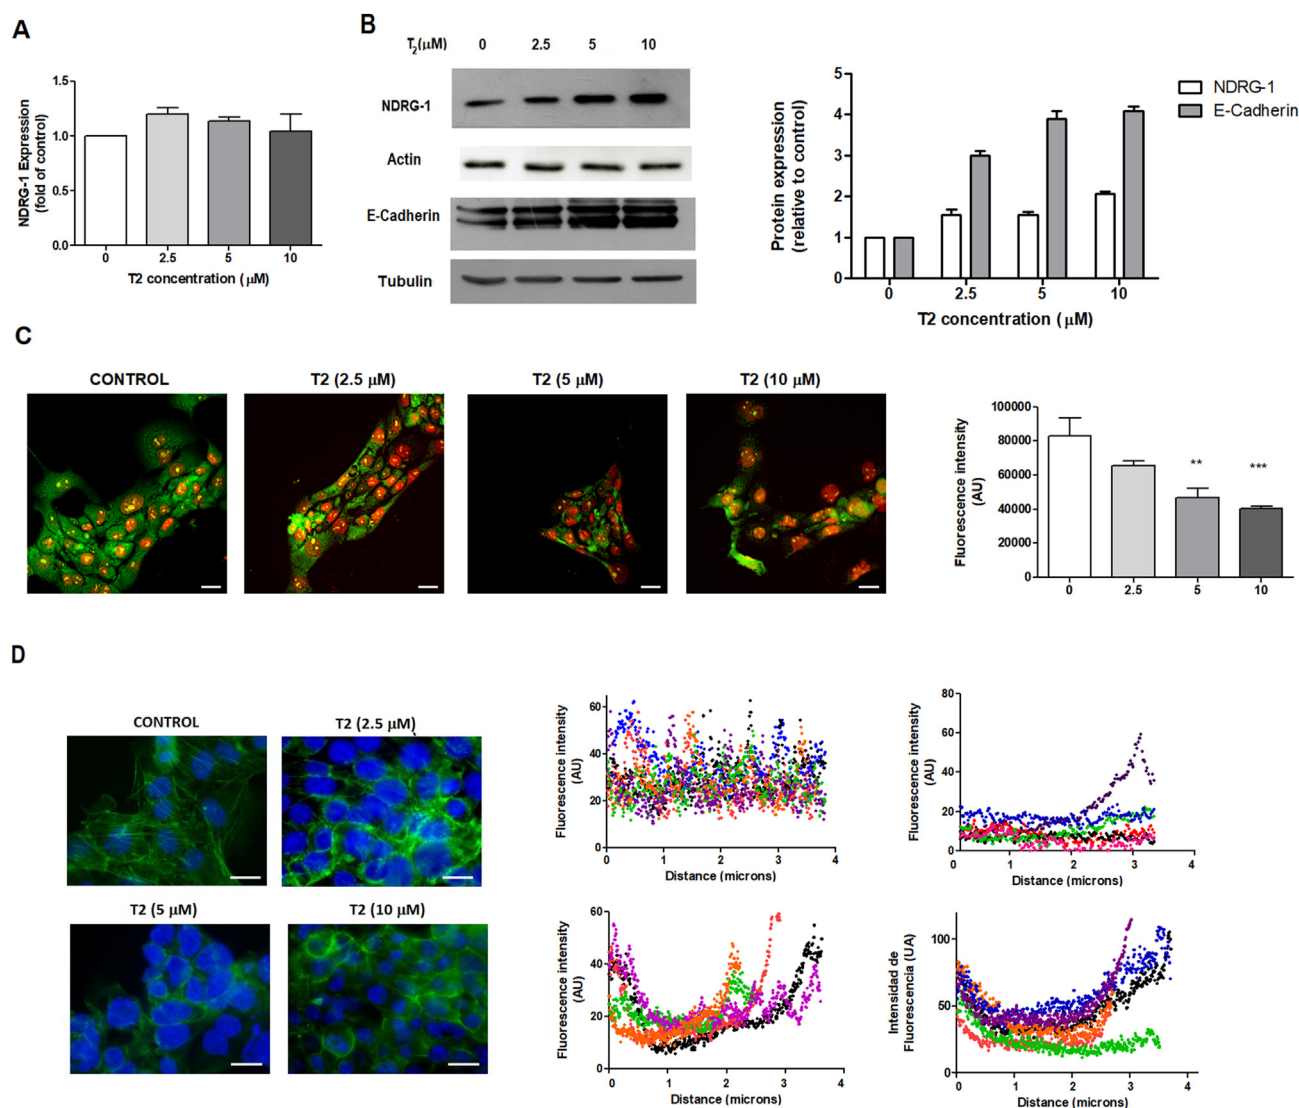 A
NDRG-1 Expression
(fold of control)
1.5
1.0
0.5
0.0
0 2.5 5 10
T2 concentration (μM)
B
T2(μM) 0 2.5 5 10
NDRG-1
Actin
E-Cadherin
Tubulin
Protein expression
(relative to control)
5
4
3
2
1
0
0 2.5 5 10
T2 concentration (μM)
NDRG-1
E-Cadherin
C
CONTROL T2 (2.5 μM) T2 (5 μM) T2 (10 μM)
Fluorescence intensity
(AU)
100000
80000
60000
40000
20000
0
** ***
0 2.5 5 10
D
CONTROL T2 (2.5 μM)
T2 (5 μM) T2 (10 μM)
Fluorescence intensity
(AU)
60
40
20
0
0 1 2 3 4
Distance (microns)
Fluorescence intensity
(AU)
80
60
40
20
0
0 1 2 3 4
Distance (microns)
Fluorescence intensity
(AU)
60
40
20
0
0 1 2 3 4
Distance (microns)
Intensidad de
Fluorescencia (UA)
100
50
0
0 1 2 3 4
Distance (microns)